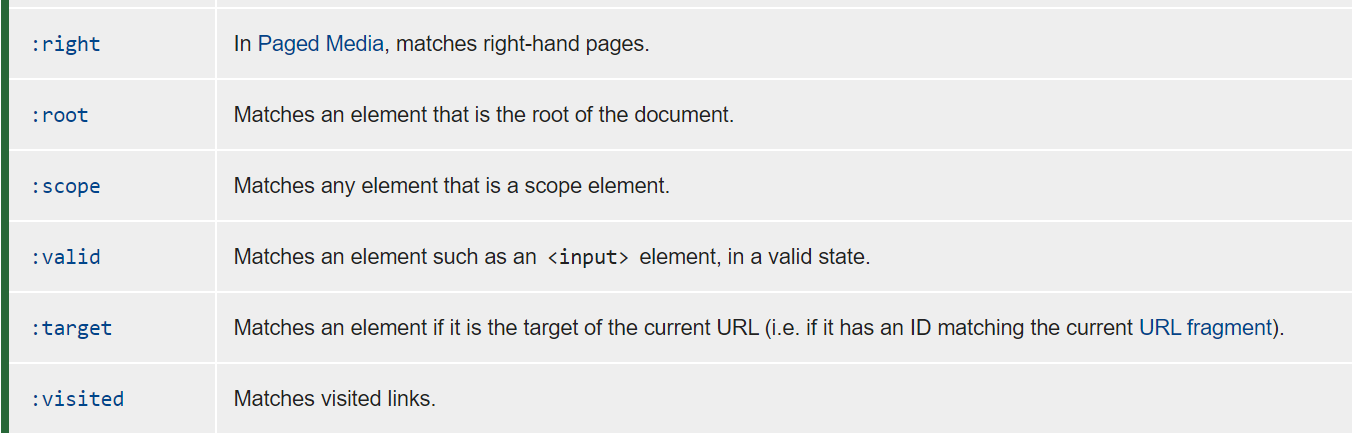 :right In Paged Media, matches right-hand pages.
:root Matches an element that is the root of the document.
:scope Matches any element that is a scope element.
:valid Matches an element such as an <input> element, in a valid state.
:target Matches an element if it is the target of the current URL (i.e. if it has an ID matching the current URL fragment).
:visited Matches visited links.